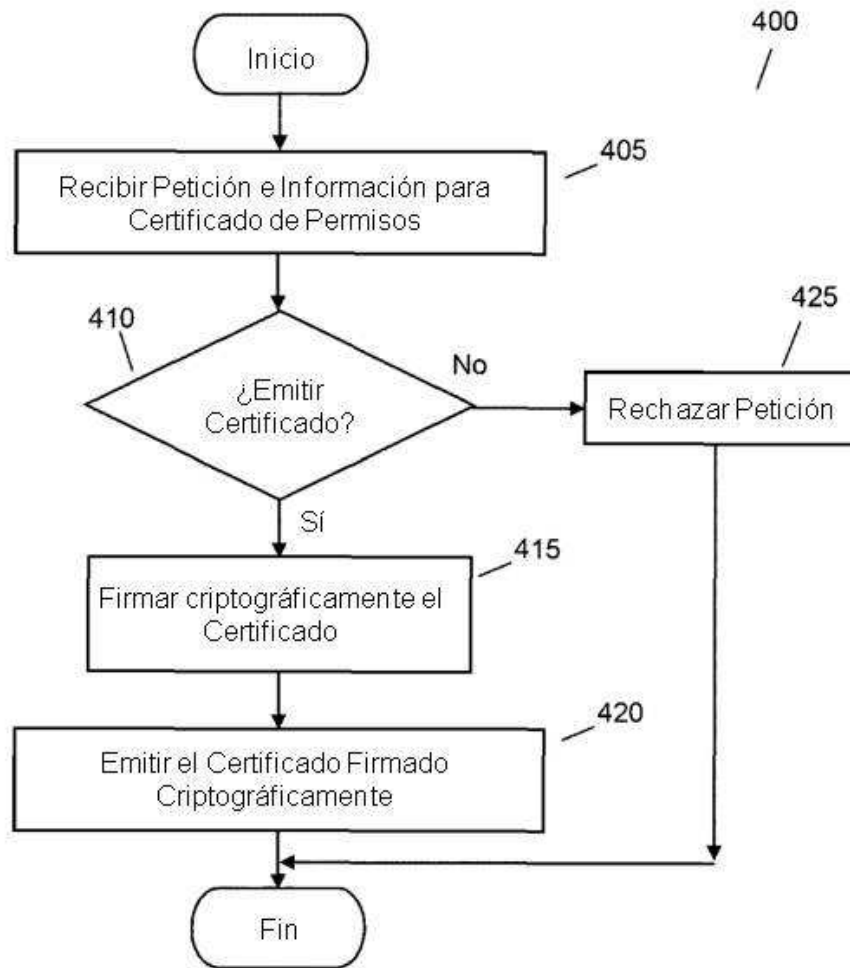 Inicio
400
405
Recibir Petición e Información para
Certificado de Permisos
410
¿Emitir
Certificado?
No
425
Rechazar Petición
Sí
415
Firmar criptográficamente el
Certificado
420
Emitir el Certificado Firmado
Criptográficamente
Fin